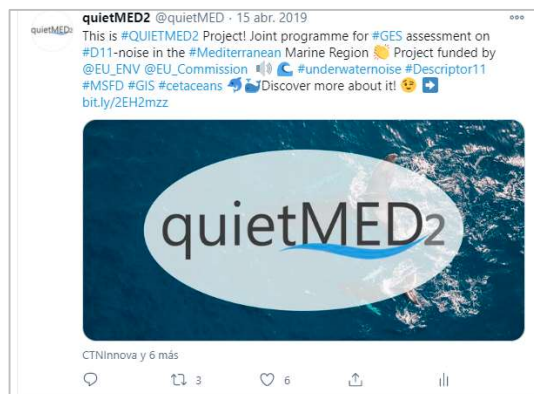 quietMED2
quietMED2 @quietMED · 15 abr. 2019
This is #QUIETMED2 Project! Joint programme for #GES assessment on
#D11-noise in the #Mediterranean Marine Region 👏 Project funded by
@EU_ENV @EU_Commission 🔊 🌊 #underwaternoise #Descriptor11
#MSFD #GIS #cetaceans 🐬🐳Discover more about it! 😉 ➡️
bit.ly/2EH2mzz
quietMED2
CTNInnova y 6 más
3 6